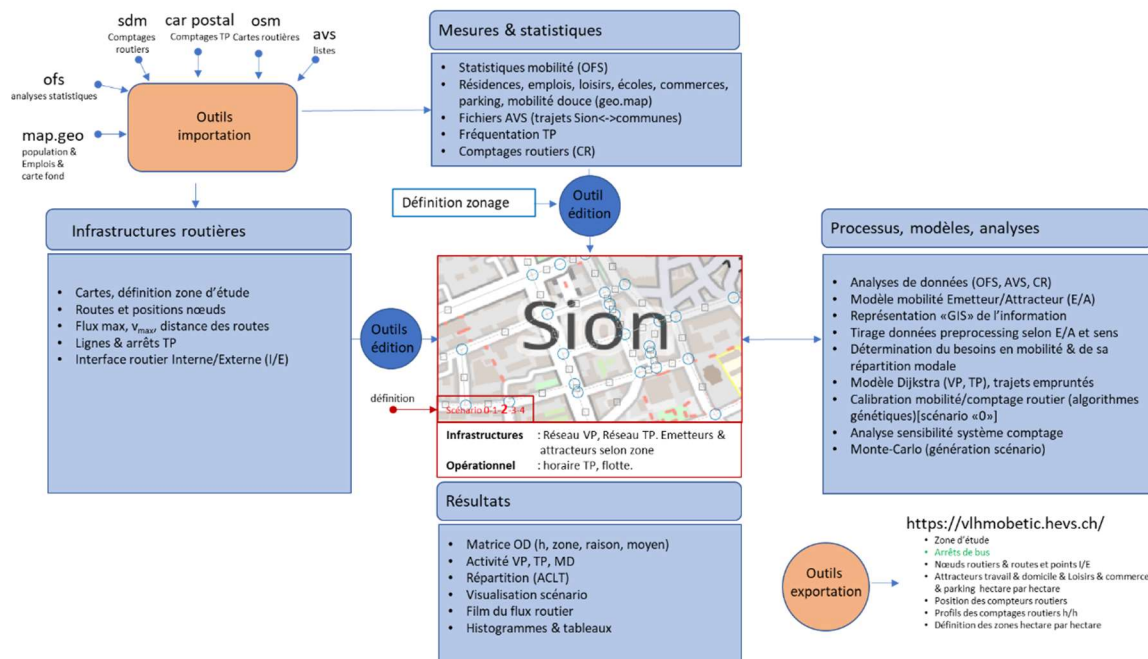 sdm
Comptages
routiers
car postal
Comptages TP
osm
Cartes routières
avs
listes
ofs
analyses statistiques
map.geo
population &
Emplois &
carte fond
Outils
importation
Mesures & statistiques
• Statistiques mobilité (OFS)
• Résidences, emplois, loisirs, écoles, commerces,
parking, mobilité douce (geo.map)
• Fichiers AVS (trajets Sion<->communes)
• Fréquentation TP
• Comptages routiers (CR)
Définition zonage
Outil
édition
Infrastructures routières
• Cartes, définition zone d'étude
• Routes et positions nœuds
• Flux max, vmax, distance des routes
• Lignes & arrêts TP
• Interface routier Interne/Externe (I/E)
Outils
édition
définition
Sion
Scénario 0-1-2-3-4
Infrastructures : Réseau VP, Réseau TP. Emetteurs &
attracteurs selon zone
Opérationnel : horaire TP, flotte.
Processus, modèles, analyses
• Analyses de données (OFS, AVS, CR)
• Modèle mobilité Emetteur/Attracteur (E/A)
• Représentation «GIS» de l'information
• Tirage données preprocessing selon E/A et sens
• Détermination du besoins en mobilité & de sa
répartition modale
• Modèle Dijkstra (VP, TP), trajets empruntés
• Calibration mobilité/comptage routier (algorithmes
génétiques)[scénario «0»]
• Analyse sensibilité système comptage
• Monte-Carlo (génération scénario)
Résultats
• Matrice OD (h, zone, raison, moyen)
• Activité VP, TP, MD
• Répartition (ACLT)
• Visualisation scénario
• Film du flux routier
• Histogrammes & tableaux
Outils
exportation
https://vlhmobetic.hevs.ch/
• Zone d'étude
• Arrêts de bus
• Nœuds routiers & routes et points I/E
• Attracteurs travail & domicile & Loisirs & commerce
& parking hectare par hectare
• Position des compteurs routiers
• Profils des comptages routiers h/h
• Définition des zones hectare par hectare